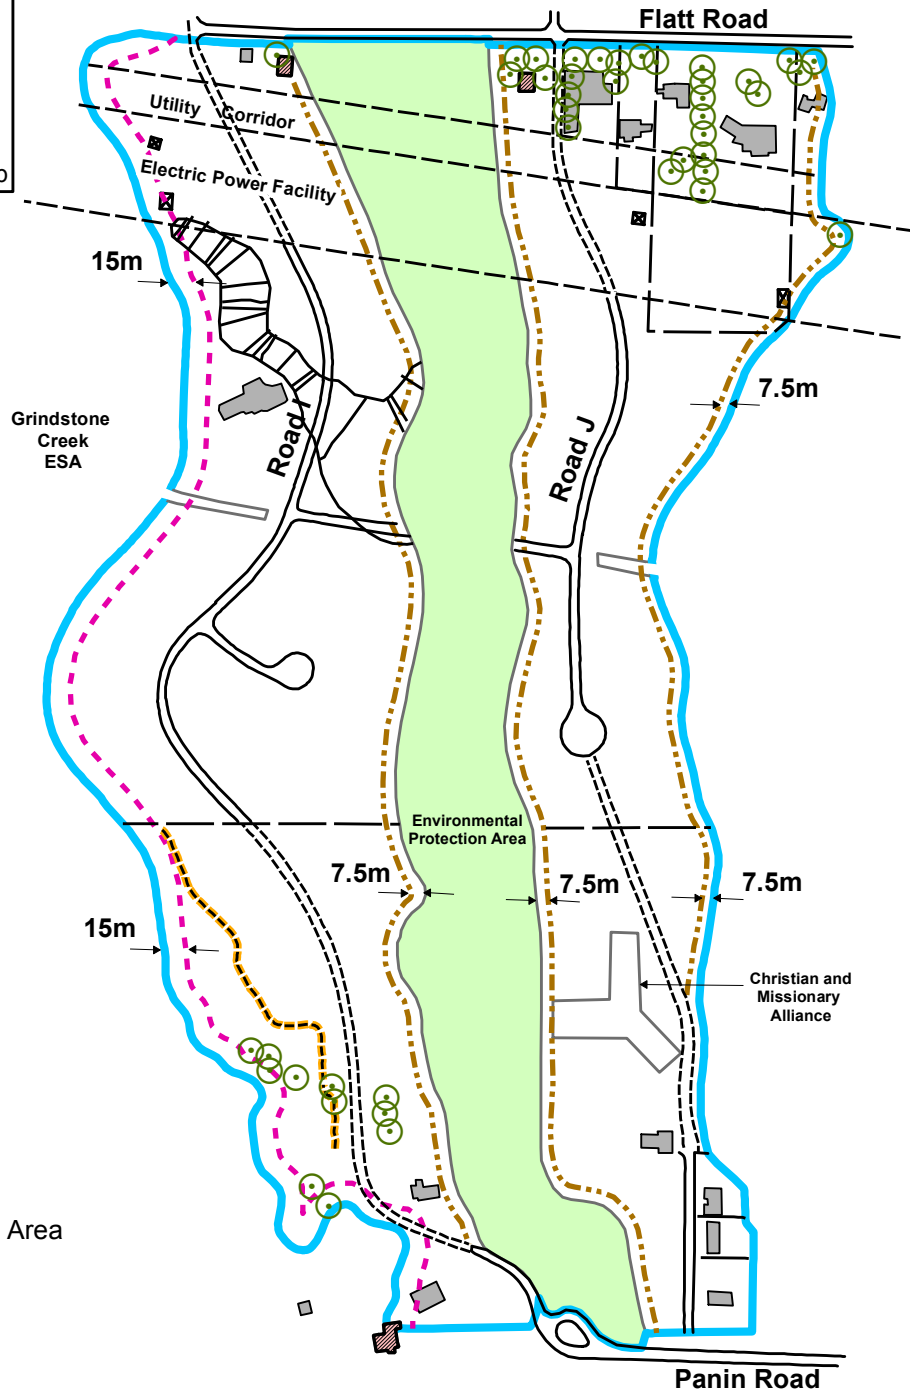 Flatt Road
Utility Corridor
Electric Power Facility
15m
7.5m
Grindstone
Creek
ESA
Road I
Road J
Environmental
Protection Area
7.5m
7.5m
7.5m
15m
Christian and
Missionary
Alliance
Area
Panin Road